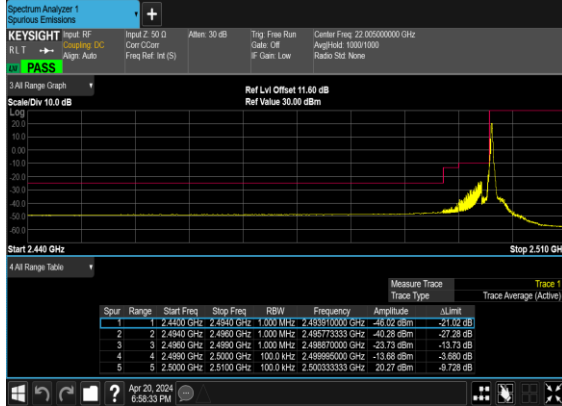 Spectrum Analyzer 1
Spurious Emissions
+
KEYSIGHT Input: RF Input Z: 50 Ω Atten: 30 dB Trig: Free Run Center Freq: 22.005000000 GHz
RLT Coupling: DC Corr CCorr Gate: Off Avg|Hold: 1000/1000
Align: Auto Freq Ref: Int (S) IF Gain: Low Radio Std: None
PASS
3 All Range Graph
Ref Lvl Offset 11.60 dB
Scale/Div 10.0 dB Ref Value 30.00 dBm
Log
20.0
10.0
0.00
-10.0
-20.0
-30.0
-40.0
-50.0
-60.0
Start 2.440 GHz Stop 2.510 GH
4 All Range Table
Measure Trace Trace 1
Trace Type Trace Average (Active)
Spur Range Start Freq Stop Freq RBW Frequency Amplitude ΔLimit
1 1 2.4400 GHz 2.4940 GHz 1.000 MHz 2.493910000 GHz -46.02 dBm -21.02 dB
2 2 2.4940 GHz 2.4960 GHz 1.000 MHz 2.495773333 GHz -40.28 dBm -27.28 dB
3 3 2.4960 GHz 2.4990 GHz 1.000 MHz 2.498870000 GHz -23.73 dBm -13.73 dB
4 4 2.4990 GHz 2.5000 GHz 100.0 kHz 2.499995000 GHz -13.68 dBm -3.680 dB
5 5 2.5000 GHz 2.5100 GHz 100.0 kHz 2.500333333 GHz 20.27 dBm -9.728 dB
? Apr 20, 2024
6:58:33 PM